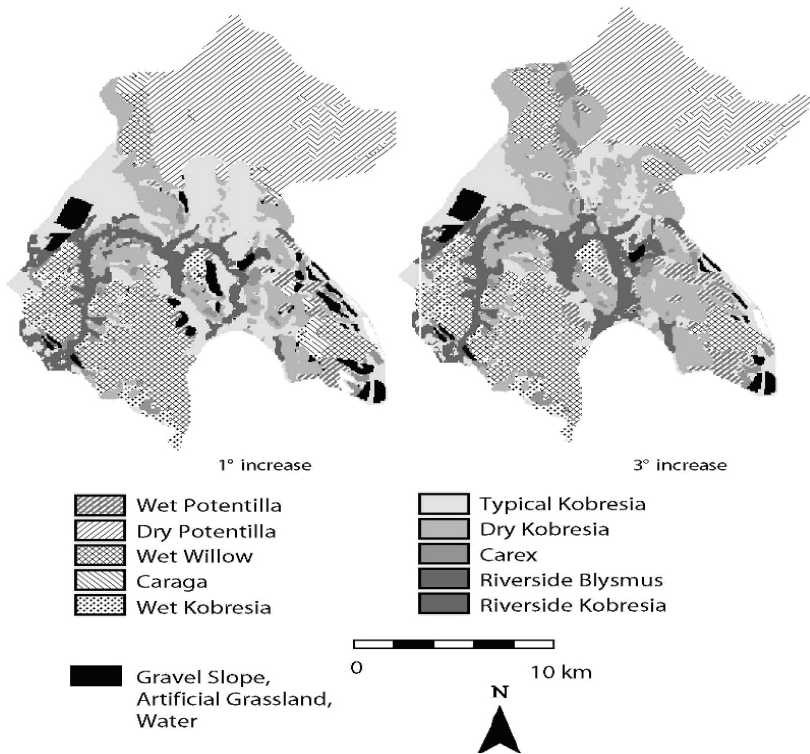 1° increase
3° increase
Wet Potentilla
Dry Potentilla
Wet Willow
Caraga
Wet Kobresia
Typical Kobresia
Dry Kobresia
Carex
Riverside Blysmus
Riverside Kobresia
Gravel Slope,
Artificial Grassland,
Water
0
10 km
N